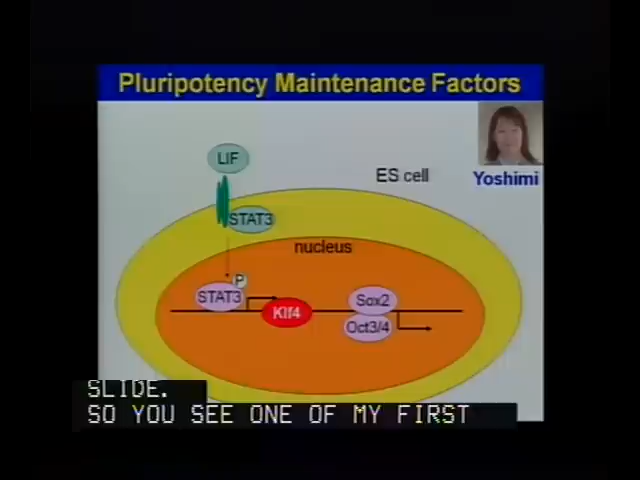 Pluripotency Maintenance Factors
LIF
ES cell
Yoshimi
STAT3
nucleus
P
STAT3
Klf4
Sox2
Oct3/4
SLIDE.
SO YOU SEE ONE OF MY FIRST